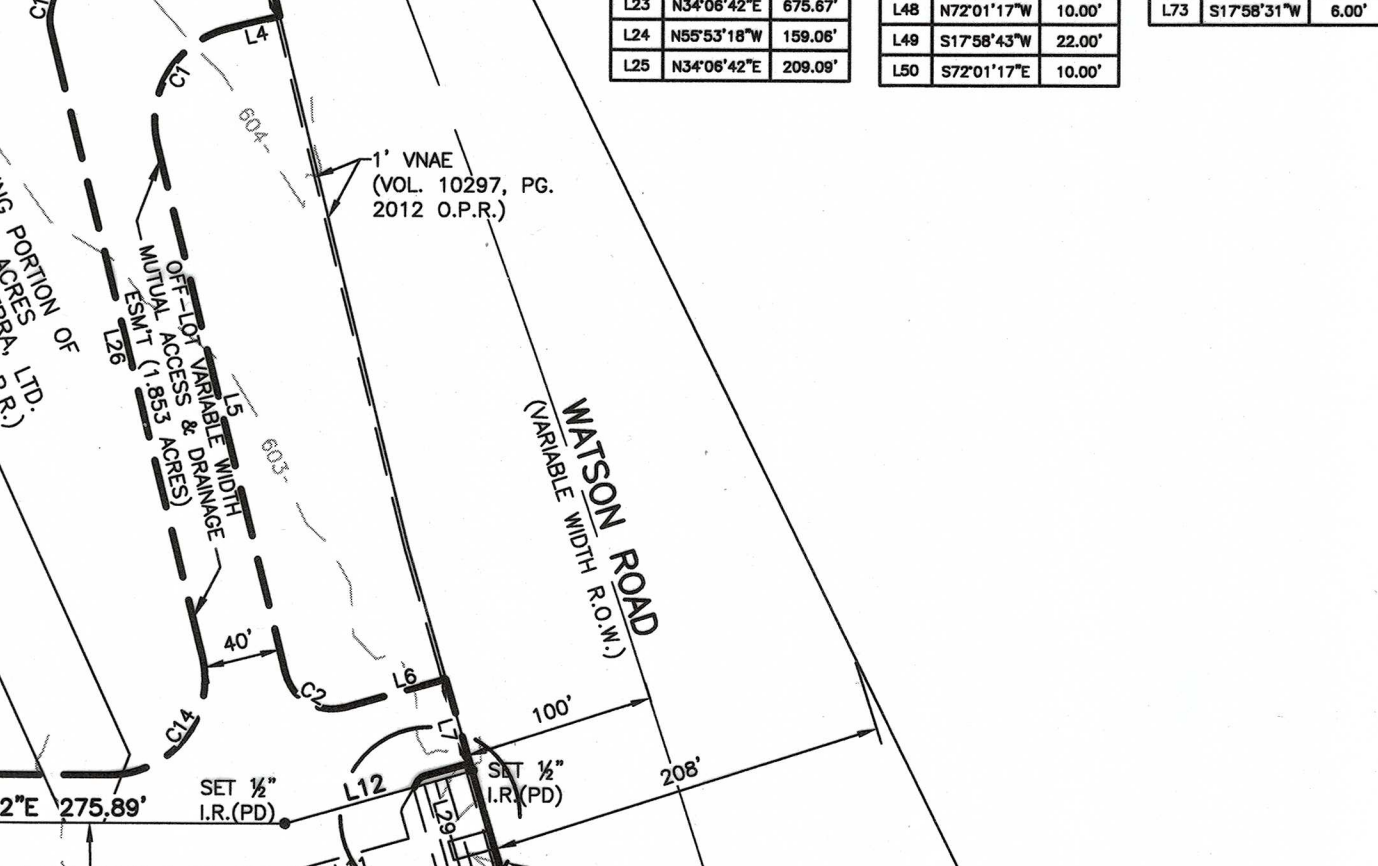 L23 N34°06'42"E 675.67'
L24 N55°53'18"W 159.06'
L25 N34°06'42"E 209.09'
L48 N72°01'17"W 10.00'
L49 S17°58'43"W 22.00'
L50 S72°01'17"E 10.00'
L73 S17°58'31"W 6.00'
L4
C1
604
1' VNAE
(VOL. 10297, PG.
2012 O.P.R.)
PORTION OF
ACRES
LTD.
OFF-LOT VARIABLE WIDTH
MUTUAL ACCESS & DRAINAGE
ESM'T (1.853 ACRES)
L26
L5
603
WATSON ROAD
(VARIABLE WIDTH R.O.W.)
40'
C2
L6
C14
L7
100'
208'
SET ½"
I.R.(PD)
L12
SET ½"
I.R.(PD)
L29
2"E 275.89'